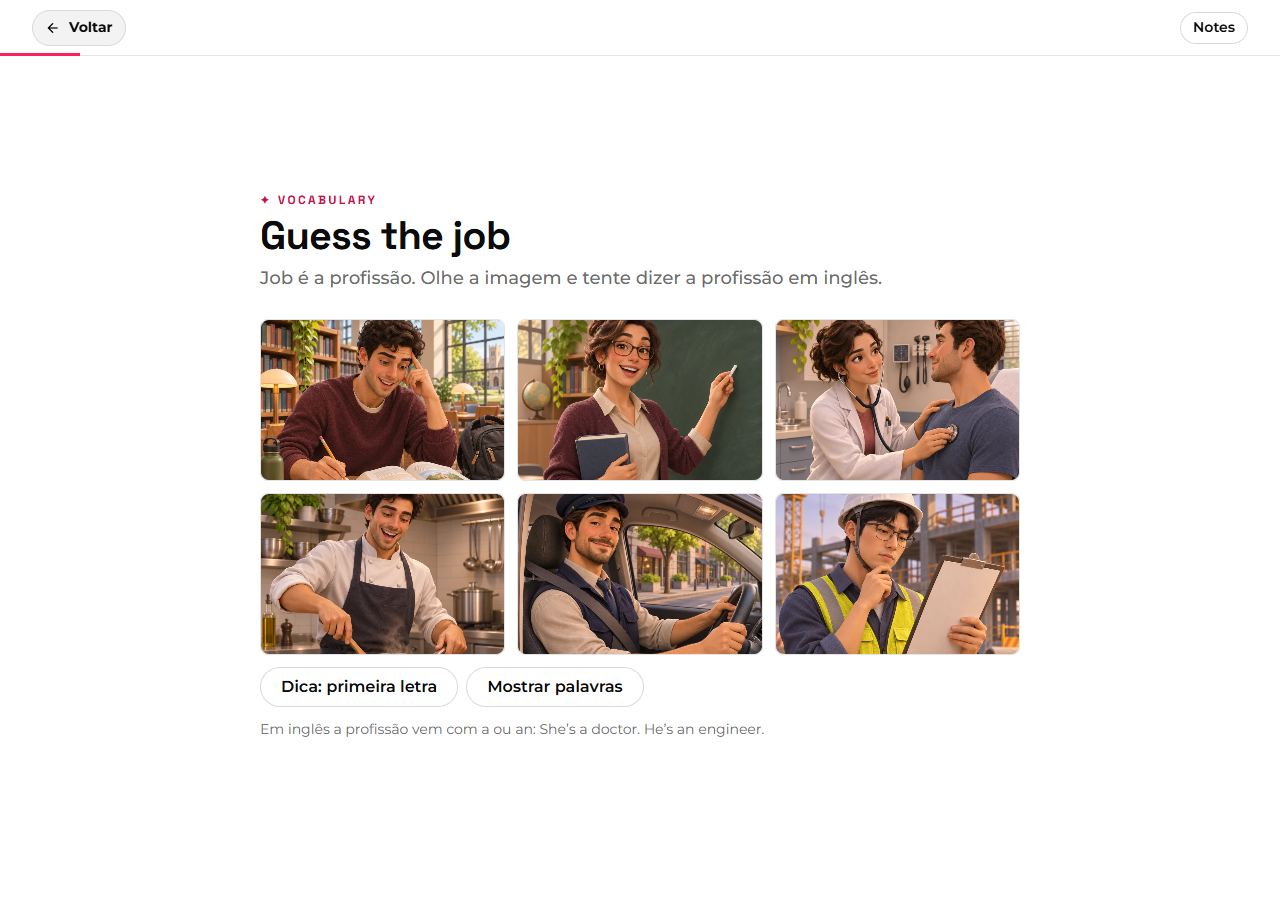 ← Voltar
Notes
✦ VOCABULARY
Guess the job
Job é a profissão. Olhe a imagem e tente dizer a profissão em inglês.
Dica: primeira letra
Mostrar palavras
Em inglês a profissão vem com a ou an: She’s a doctor. He’s an engineer.